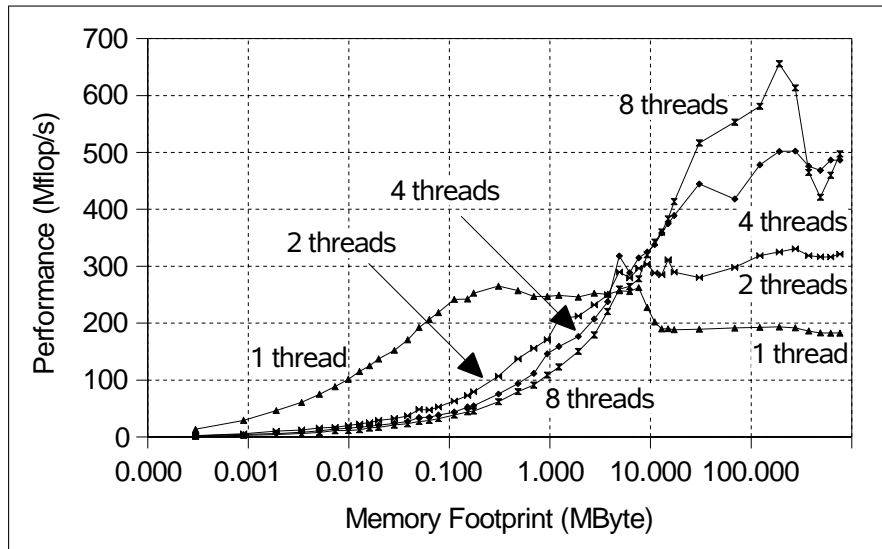 700
600
500
400
300
200
100
0
Performance (Mflop/s)
8 threads
4 threads
2 threads
1 thread
4 threads
2 threads
1 thread
8 threads
0.000 0.001 0.010 0.100 1.000 10.000 100.000
Memory Footprint (MByte)